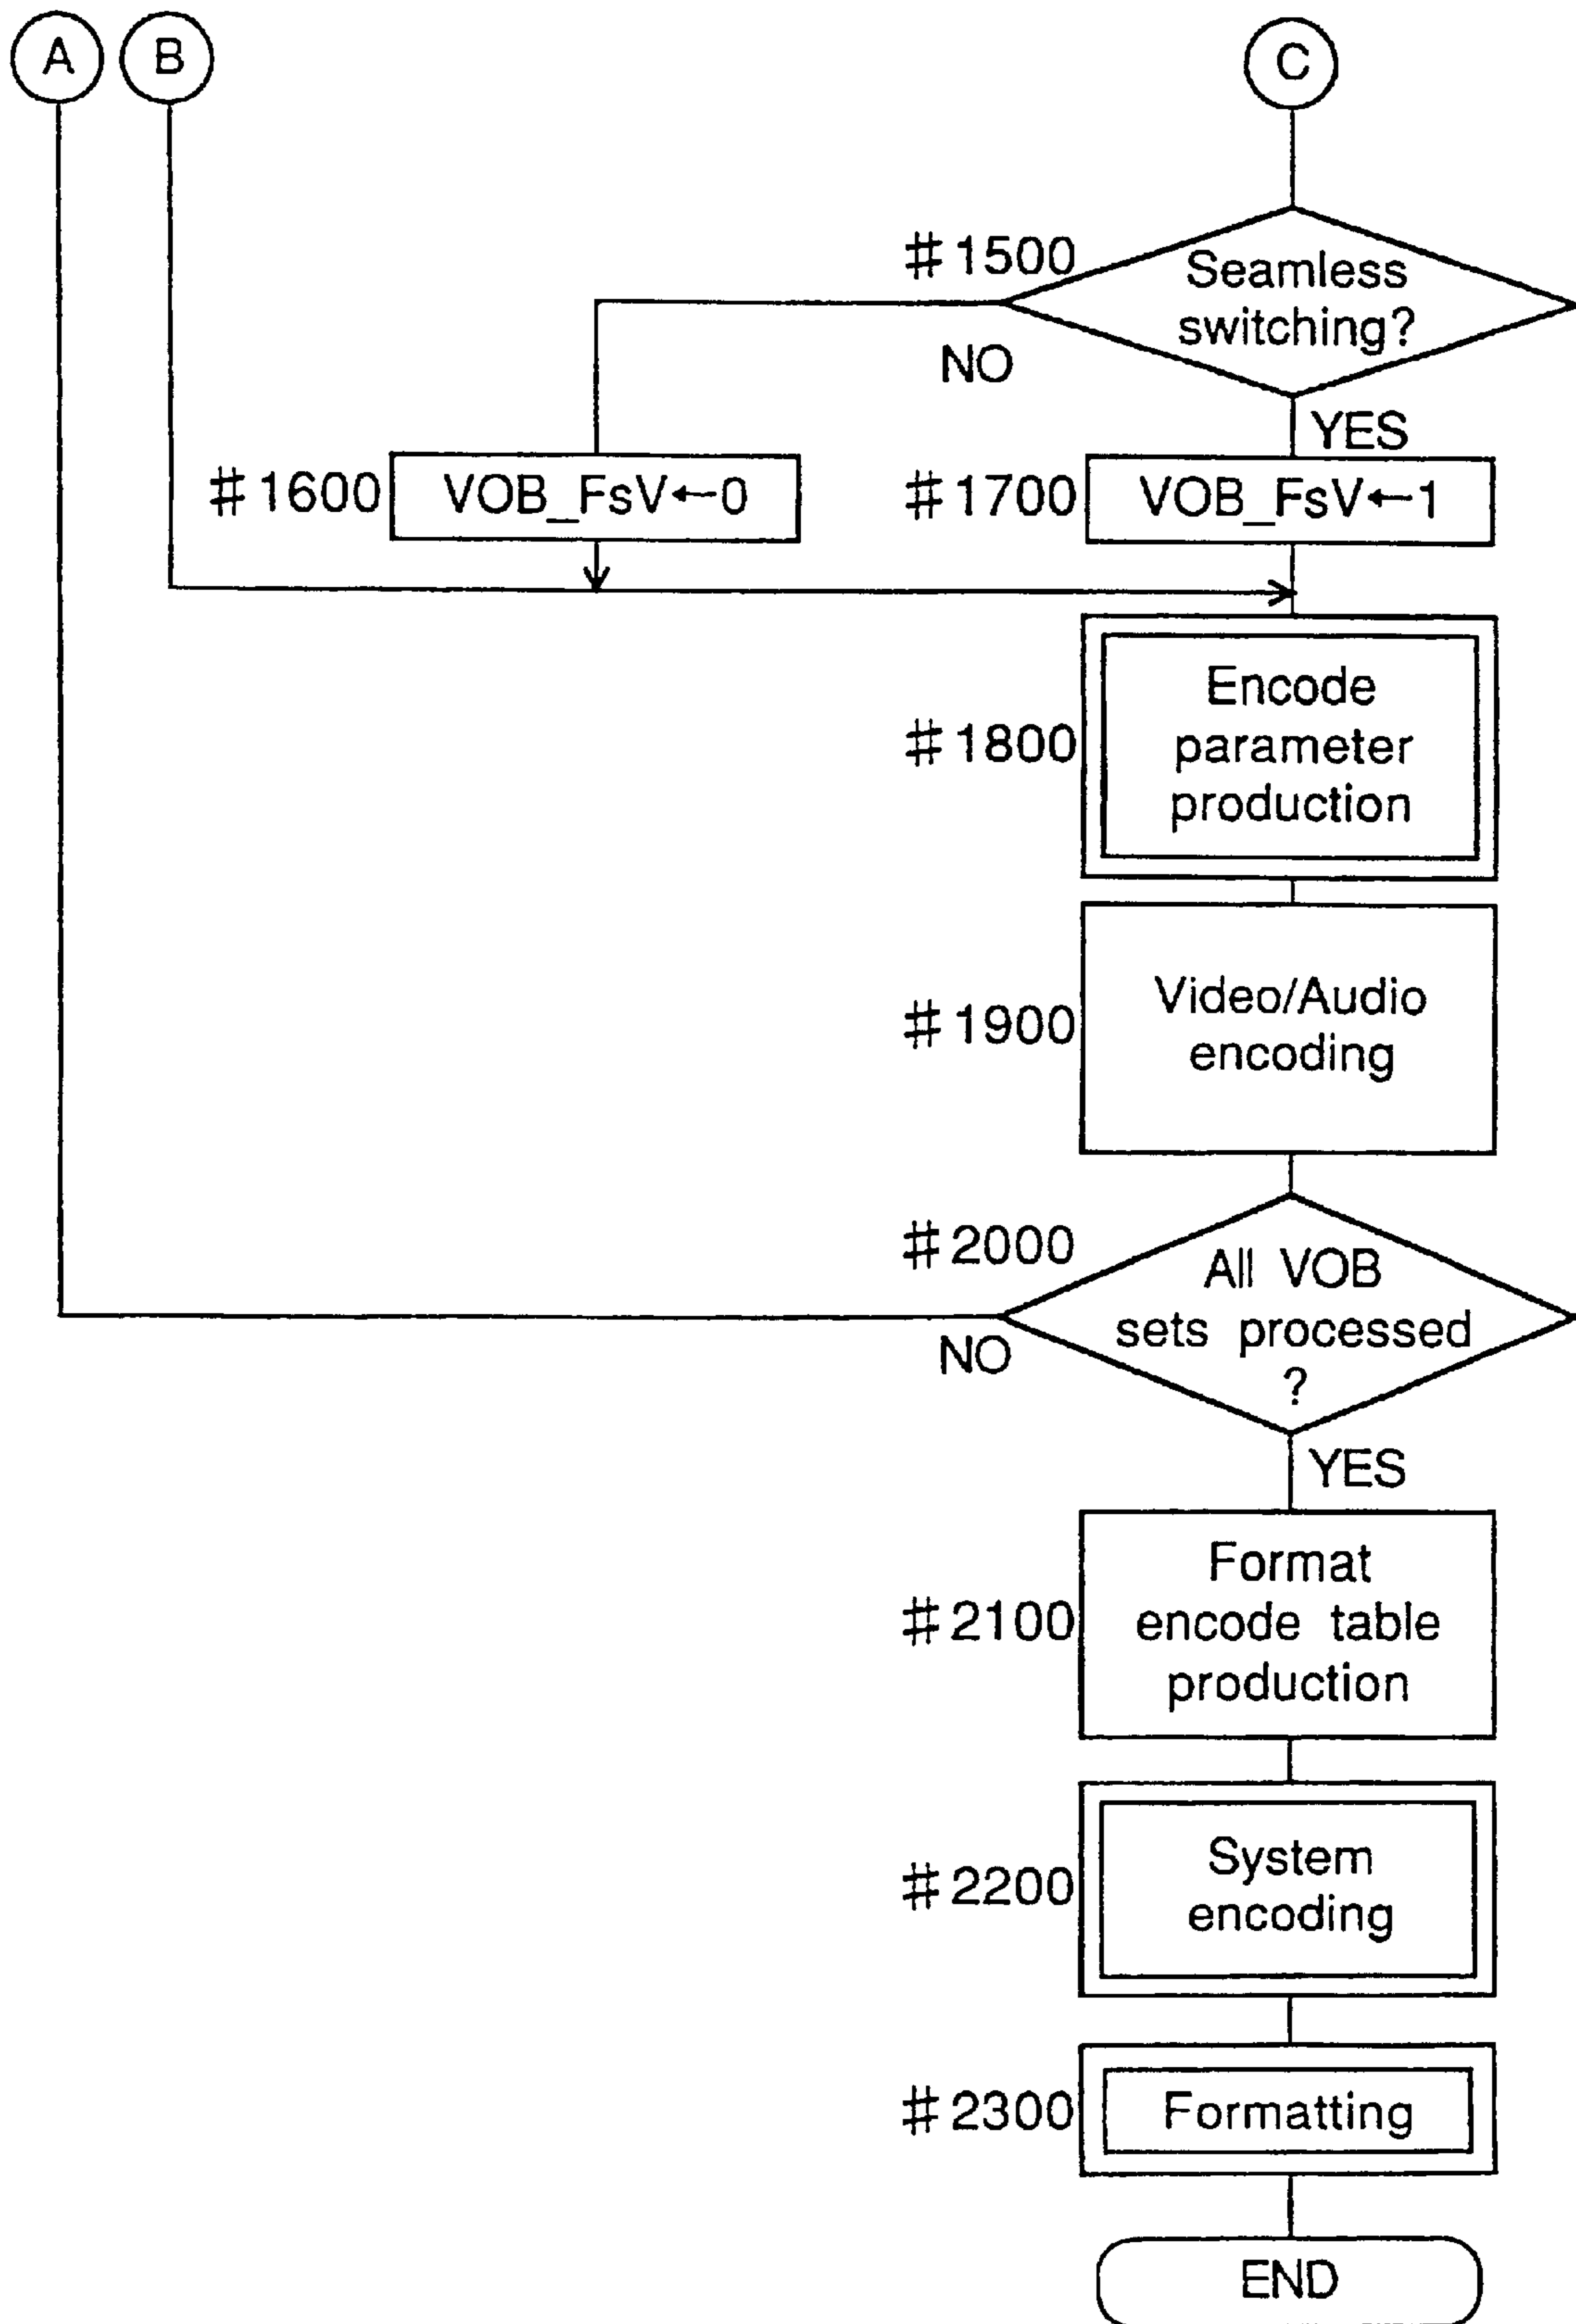 A B C
#1500
Seamless
switching?
NO
YES
#1600 VOB_FsV←0
#1700 VOB_FsV←1
#1800
Encode
parameter
production
#1900
Video/Audio
encoding
#2000
All VOB
sets processed
?
NO
YES
#2100
Format
encode table
production
#2200
System
encoding
#2300 Formatting
END